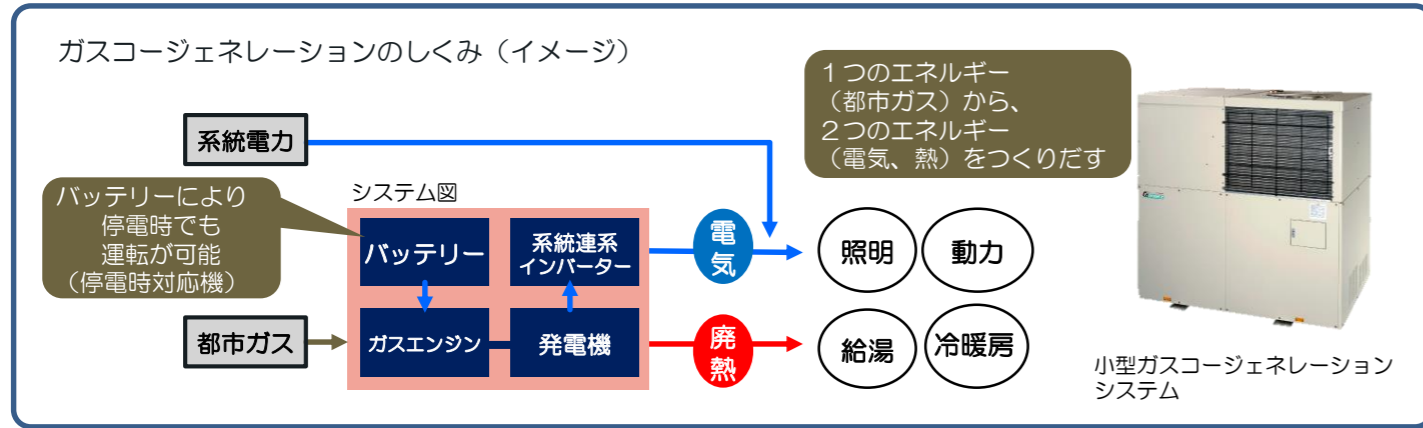 ガスコージェネレーションのしくみ（イメージ）
１つのエネルギー
（都市ガス）から、
２つのエネルギー
（電気、熱）をつくりだす
系統電力
バッテリーにより
停電時でも
運転が可能
（停電時対応機）
システム図
バッテリー
系統連系
インバーター
電気
照明
動力
都市ガス
ガスエンジン
発電機
廃熱
給湯
冷暖房
小型ガスコージェネレーション
システム